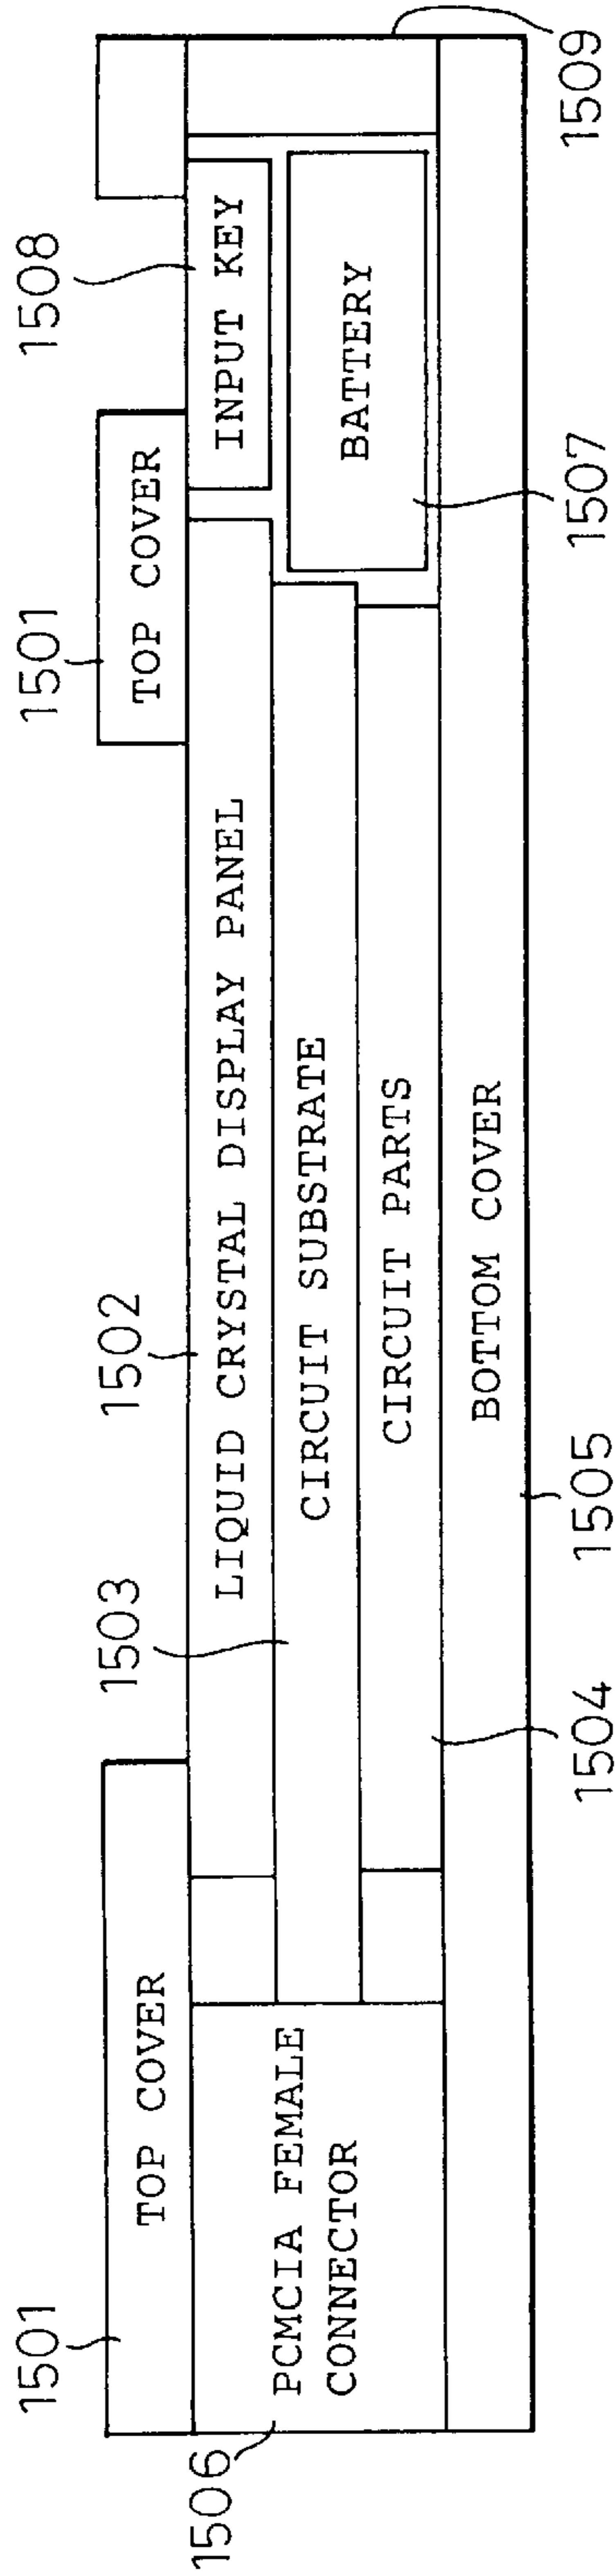 1501
1506
1503
1502
1501
1508
TOP COVER
TOP COVER
PCMCIA FEMALE
CONNECTOR
LIQUID CRYSTAL DISPLAY PANEL
INPUT KEY
CIRCUIT SUBSTRATE
BATTERY
CIRCUIT PARTS
BOTTOM COVER
1504
1505
1507
1509